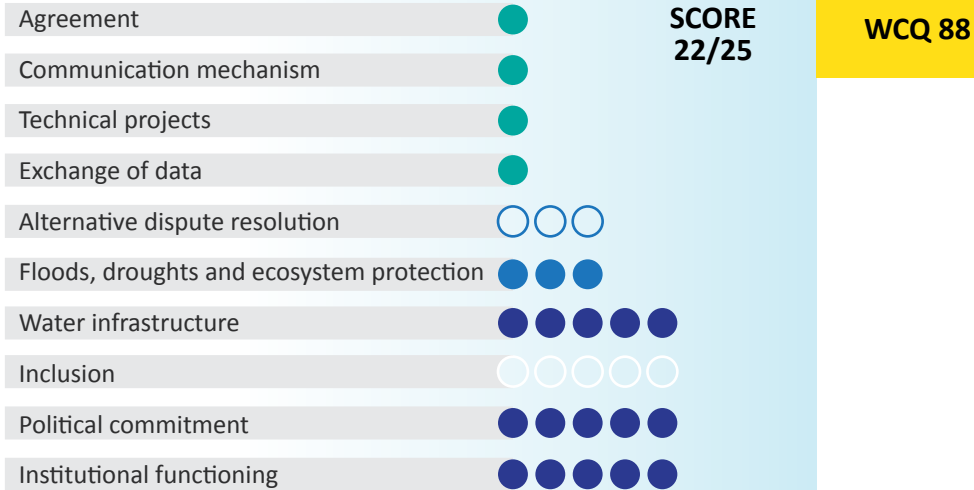 Agreement
Communication mechanism
Technical projects
Exchange of data
Alternative dispute resolution
Floods, droughts and ecosystem protection
Water infrastructure
Inclusion
Political commitment
Institutional functioning
SCORE
22/25
WCQ 88